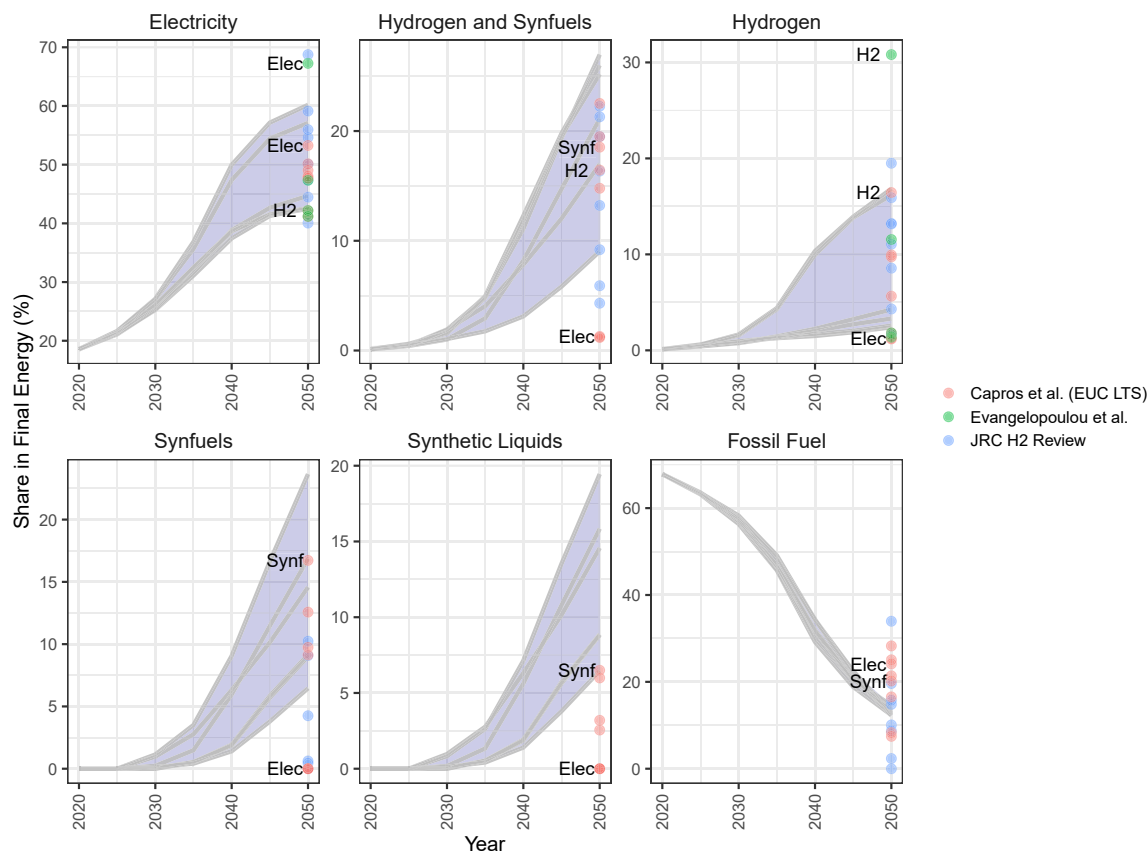 Electricity
Hydrogen and Synfuels
Hydrogen
70
60
50
40
30
20
Elec
Elec
H2
2020
2030
2040
2050
20
10
0
Synf
H2
Elec
2020
2030
2040
2050
30
20
10
0
H2
H2
Elec
2020
2030
2040
2050
Share in Final Energy (%)
Synfuels
Synthetic Liquids
Fossil Fuel
20
15
10
5
0
Synf
Elec
2020
2030
2040
2050
20
15
10
5
0
Synf
Elec
2020
2030
2040
2050
60
40
20
0
Elec
Synf
2020
2030
2040
2050
Year
Capros et al. (EUC LTS)
Evangelopoulou et al.
JRC H2 Review